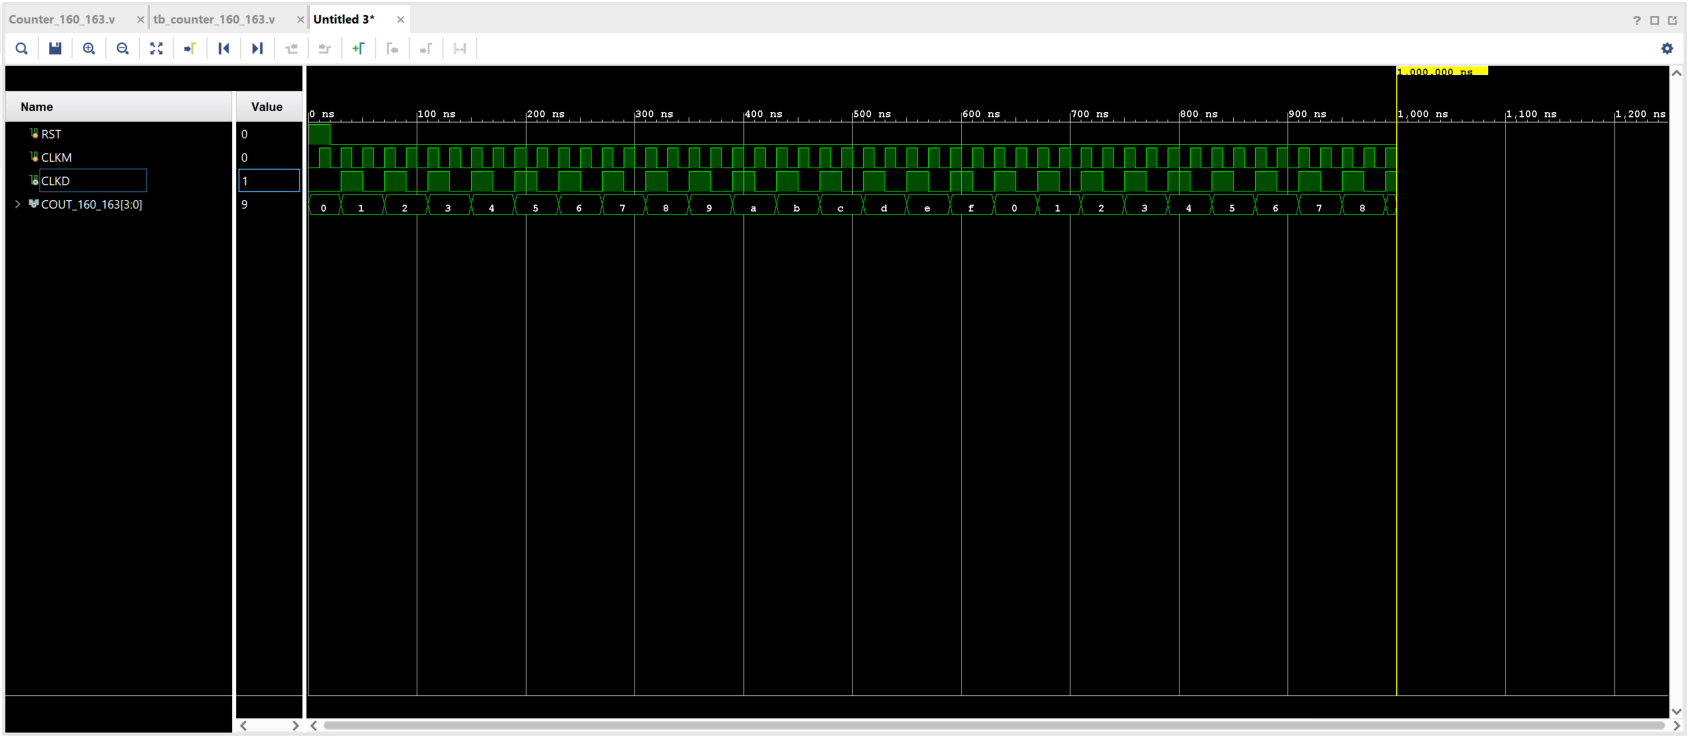 Counter_160_163.v × tb_counter_160_163.v × Untitled 3* ×
?
1,000.000 ns
Name Value
0 ns 100 ns 200 ns 300 ns 400 ns 500 ns 600 ns 700 ns 800 ns 900 ns 1,000 ns 1,100 ns 1,200 ns
RST 0
CLKM 0
CLKD 1
COUT_160_163[3:0] 9 0 1 2 3 4 5 6 7 8 9 a b c d e f 0 1 2 3 4 5 6 7 8